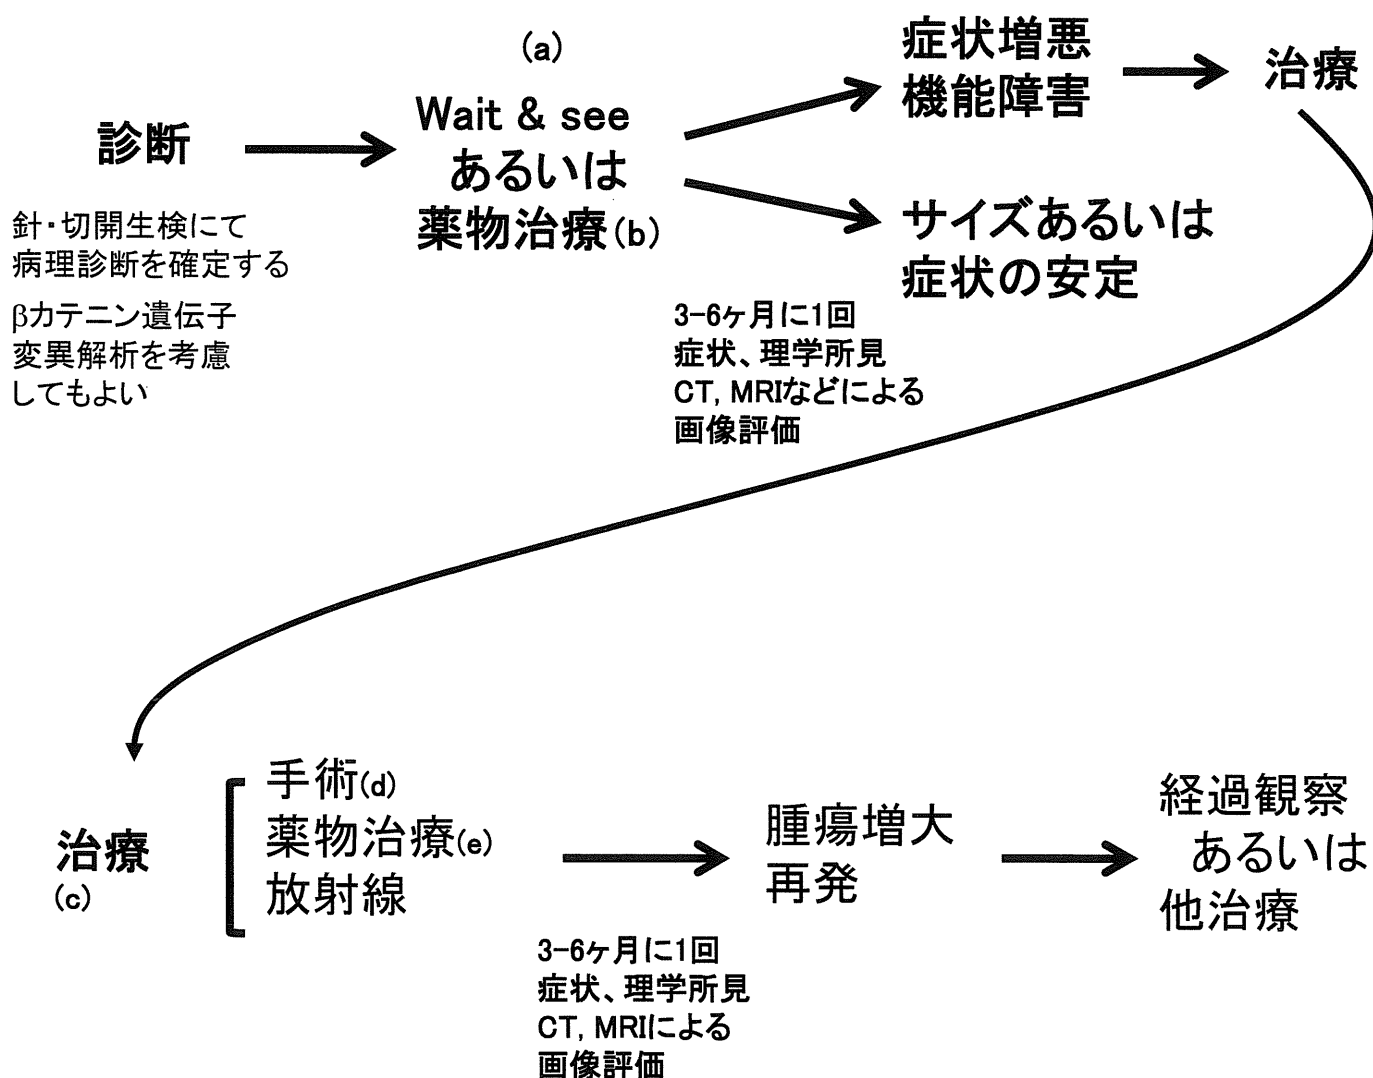 診断
針・切開生検にて
病理診断を確定する
βカテニン遺伝子
変異解析を考慮
してもよい
(a)
Wait & see
あるいは
薬物治療(b)
症状増悪
機能障害
治療
サイズあるいは
症状の安定
3-6ヶ月に1回
症状、理学所見
CT, MRIなどによる
画像評価
治療
(c)
手術(d)
薬物治療(e)
放射線
3-6ヶ月に1回
症状、理学所見
CT, MRIによる
画像評価
腫瘍増大
再発
経過観察
あるいは
他治療